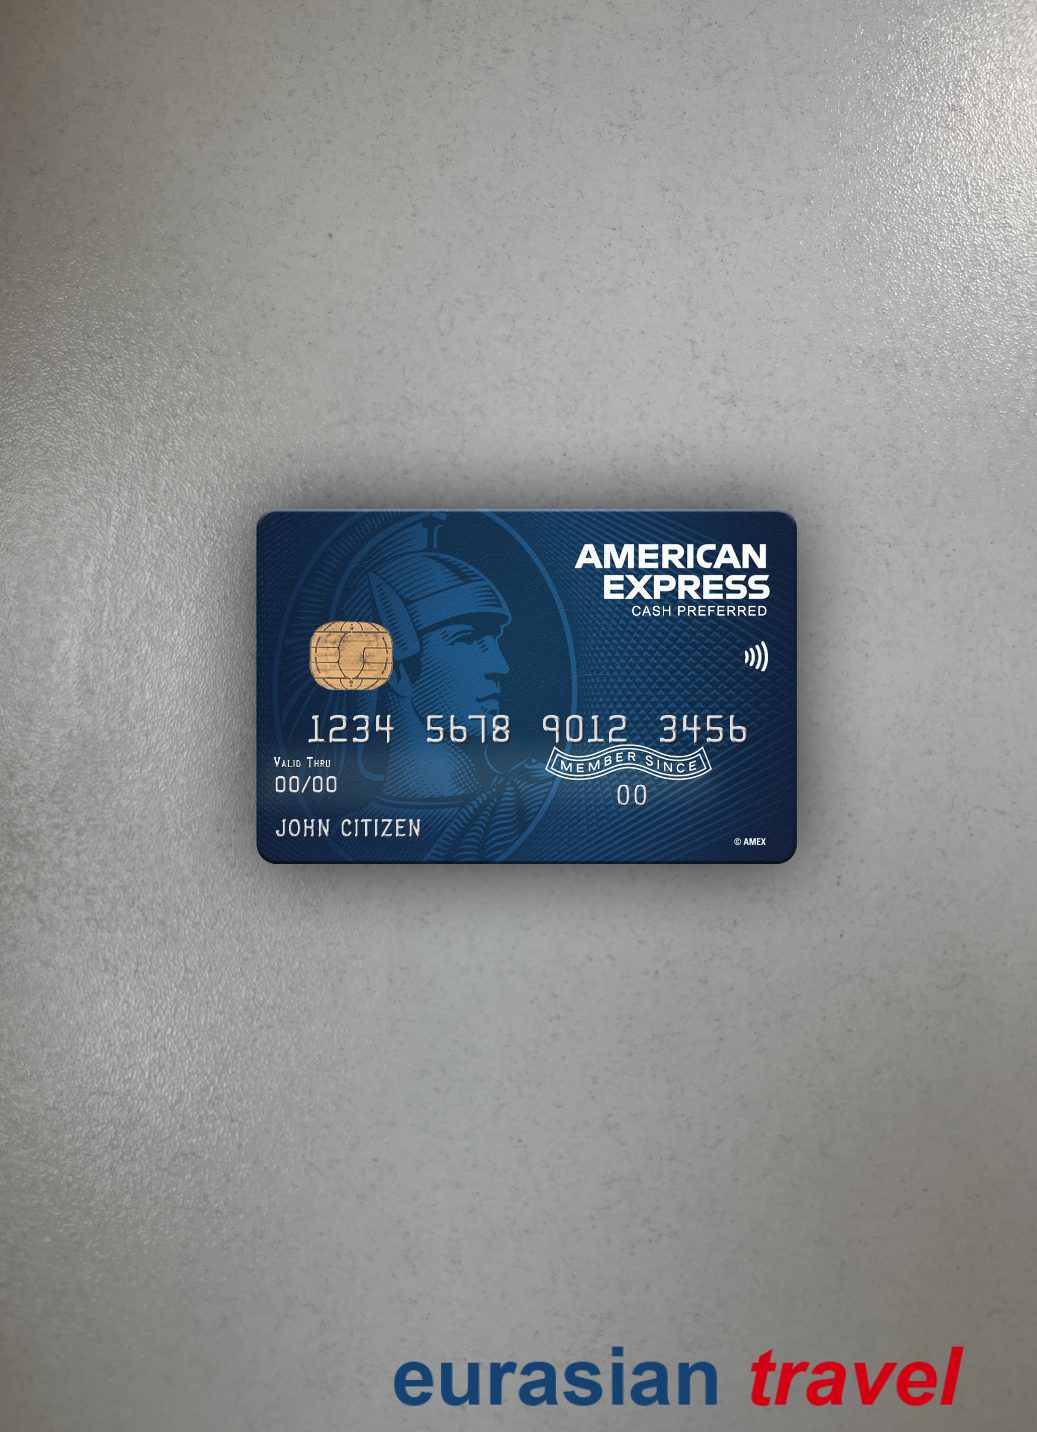 AMERICAN
EXPRESS
CASH PREFERRED
1234 5678 9012 3456
MEMBER SINCE
VALID THRU
00/00
00
JOHN CITIZEN
© AMEX
eurasian travel